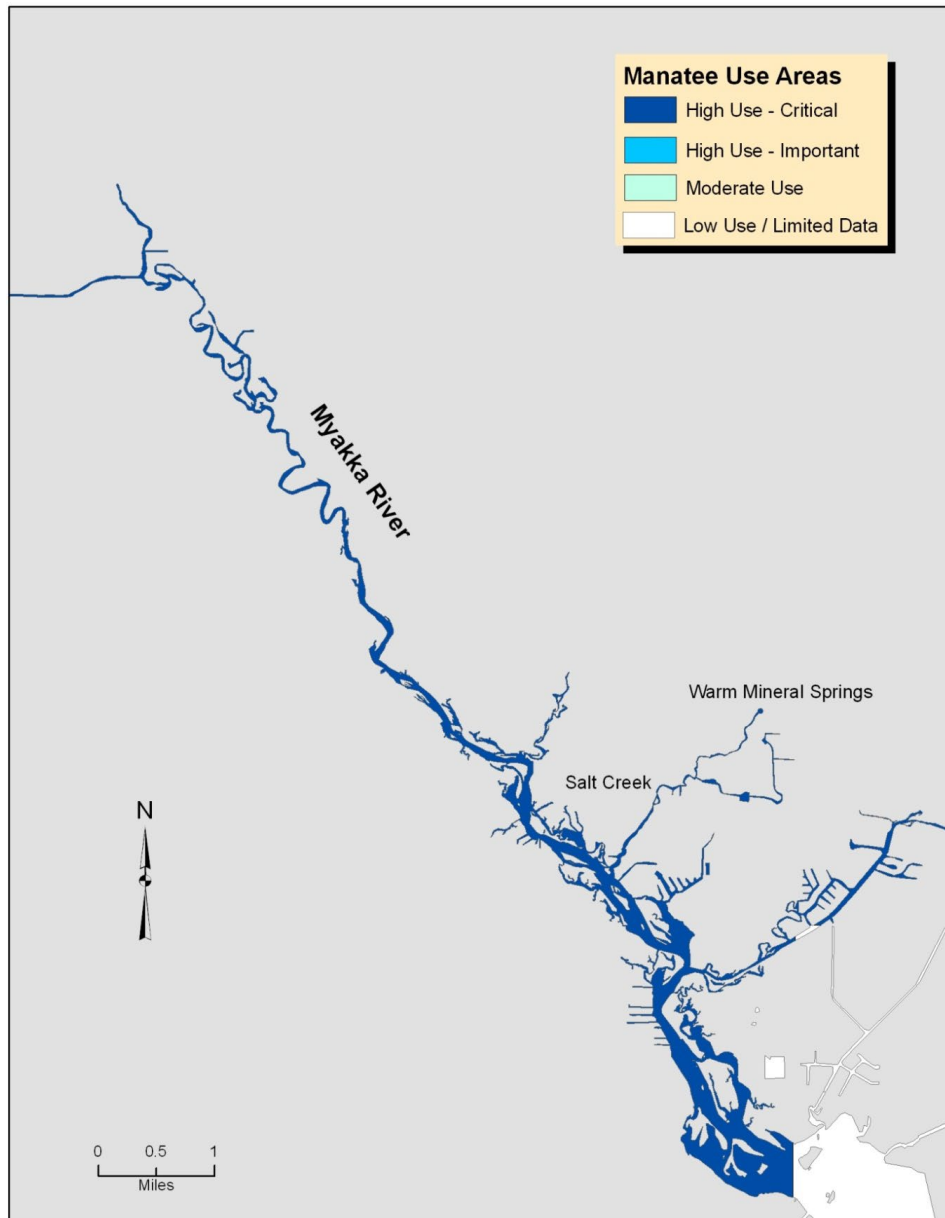 Manatee Use Areas
High Use - Critical
High Use - Important
Moderate Use
Low Use / Limited Data
Myakka River
Warm Mineral Springs
Salt Creek
N
0 0.5 1
Miles